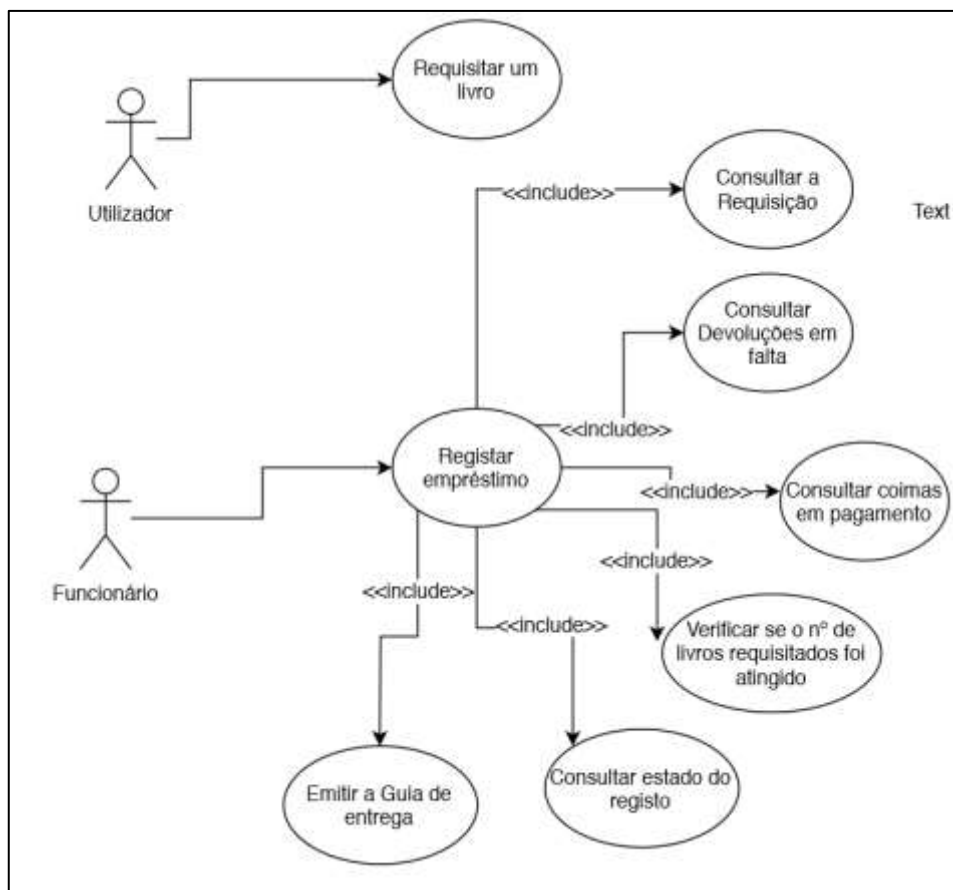 Requisitar um
livro
Utilizador
<<include>>
Consultar a
Requisição
Text
Consultar
Devoluções em
falta
<<include>>
Registar
empréstimo
<<include>>
Consultar coimas
em pagamento
Funcionário
<<include>>
<<include>>
<<include>>
Verificar se o nº de
livros requisitados foi
atingido
Emitir a Guia de
entrega
Consultar estado do
registo